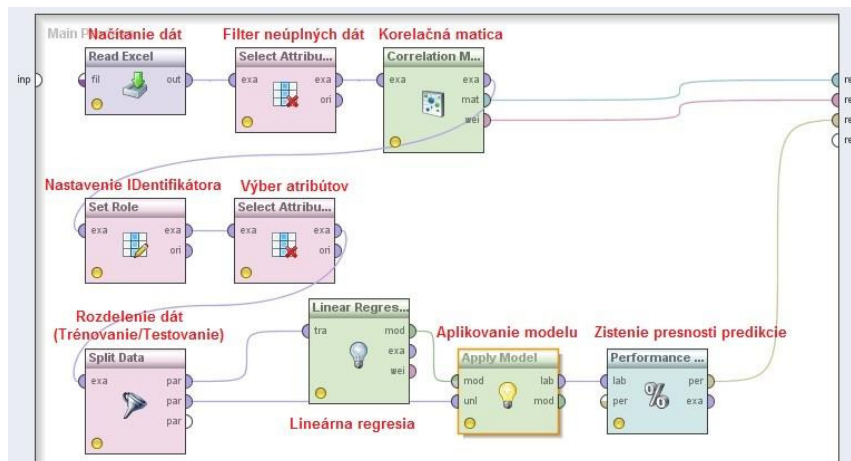 Main Načítanie dát
Filter neúplných dát
Korelačná matica
Read Excel
Select Attribu...
Correlation M...
inp
fil
out
exa
exa
ori
exa
exa
mat
wei
re
re
re
re
Nastavenie IDentifikátora
Výber atribútov
Set Role
Select Attribu...
exa
exa
ori
exa
exa
ori
Rozdelenie dát
(Trénovanie/Testovanie)
Linear Regres...
Aplikovanie modelu
Zistenie presnosti predikcie
Split Data
tra
mod
exa
wei
Apply Model
Performance ...
exa
par
par
par
mod
unl
lab
mod
lab
per
per
exa
Lineárna regresia